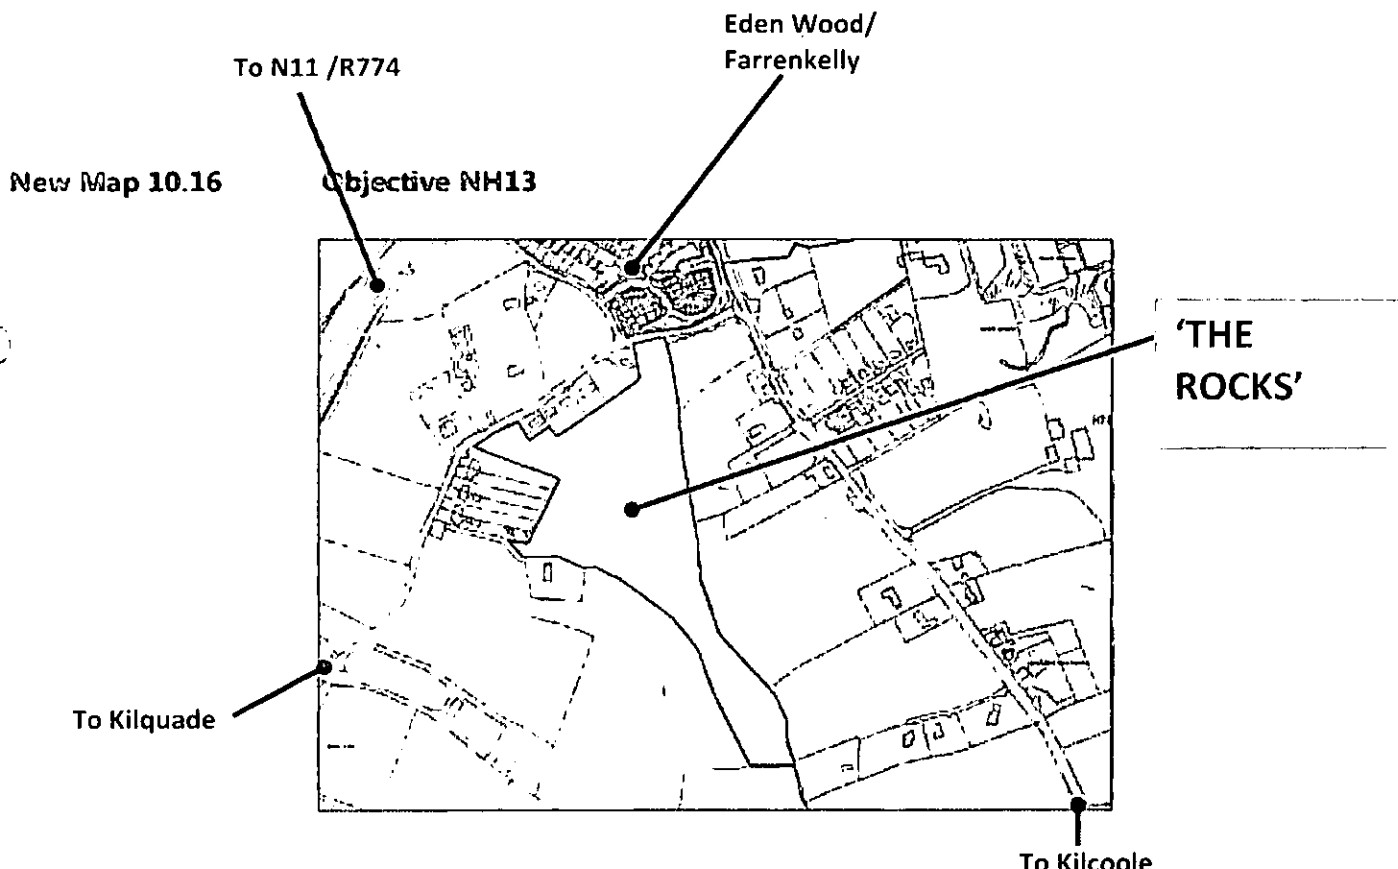 Eden Wood/
Farrenkelly
To N11 /R774
New Map 10.16 Objective NH13
‘THE
ROCKS’
To Kilquade
To Kilcoole